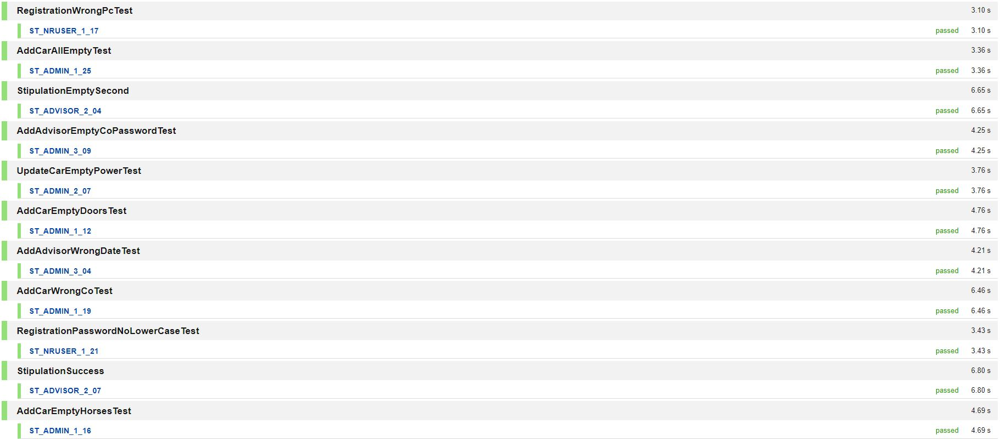 RegistrationWrongPcTest 3.10 s
ST_NRUSER_1_17 passed 3.10 s
AddCarAllEmptyTest 3.36 s
ST_ADMIN_1_25 passed 3.36 s
StipulationEmptySecond 6.65 s
ST_ADVISOR_2_04 passed 6.65 s
AddAdvisorEmptyCoPasswordTest 4.25 s
ST_ADMIN_3_09 passed 4.25 s
UpdateCarEmptyPowerTest 3.76 s
ST_ADMIN_2_07 passed 3.76 s
AddCarEmptyDoorsTest 4.76 s
ST_ADMIN_1_12 passed 4.76 s
AddAdvisorWrongDateTest 4.21 s
ST_ADMIN_3_04 passed 4.21 s
AddCarWrongCoTest 6.46 s
ST_ADMIN_1_19 passed 6.46 s
RegistrationPasswordNoLowerCaseTest 3.43 s
ST_NRUSER_1_21 passed 3.43 s
StipulationSuccess 6.80 s
ST_ADVISOR_2_07 passed 6.80 s
AddCarEmptyHorsesTest 4.69 s
ST_ADMIN_1_16 passed 4.69 s